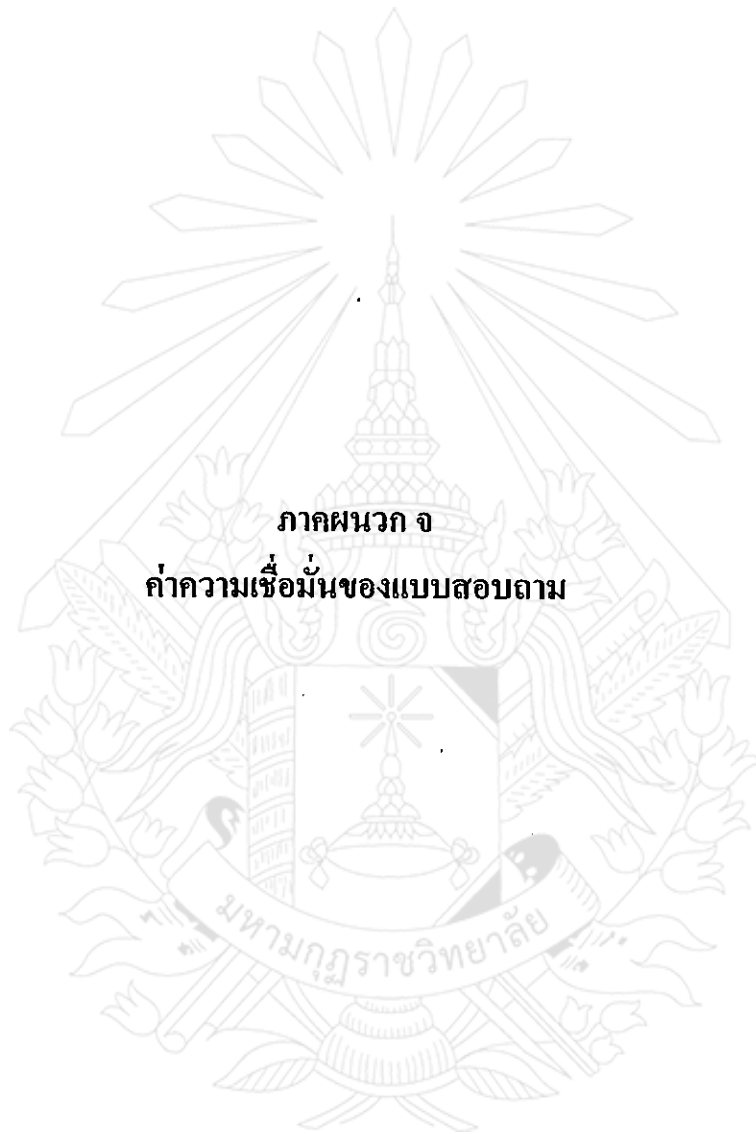 ภาคผนวก จ
ค่าความเชื่อมั่นของแบบสอบถาม
มหามกุฏราชวิทยาลัย